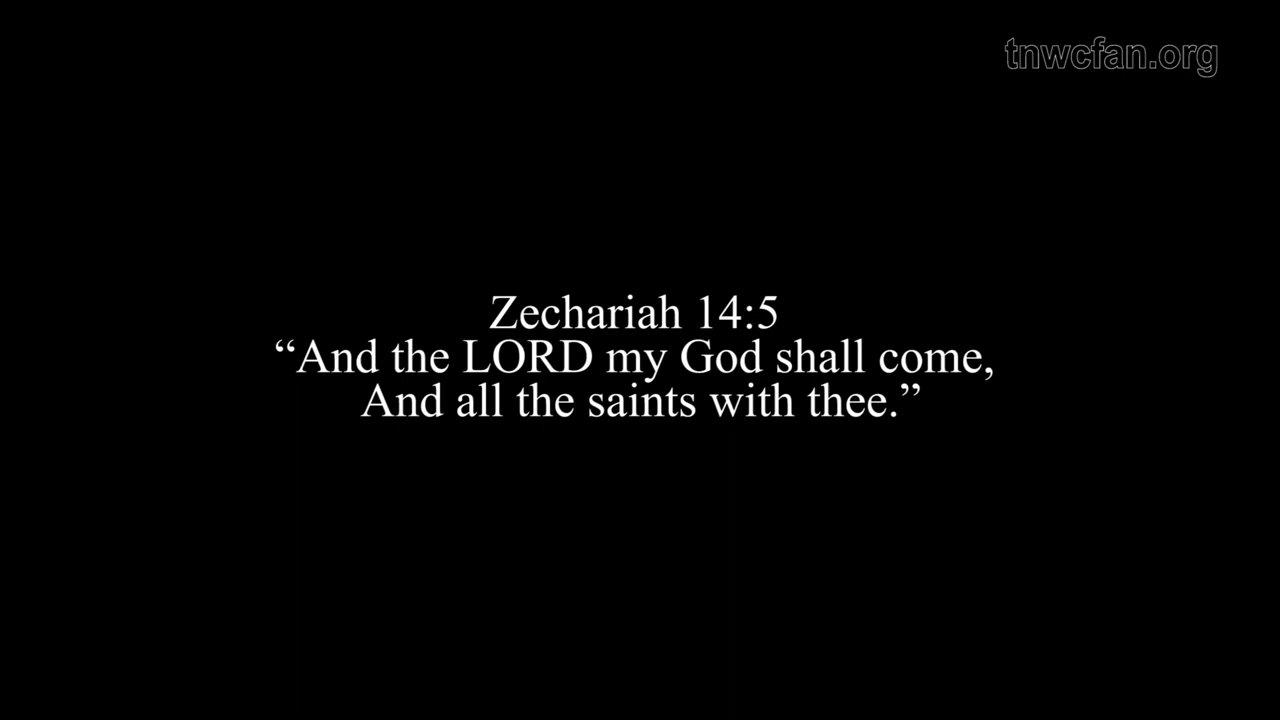 tnwcfan.org
Zechariah 14:5
“And the LORD my God shall come,
And all the saints with thee.”